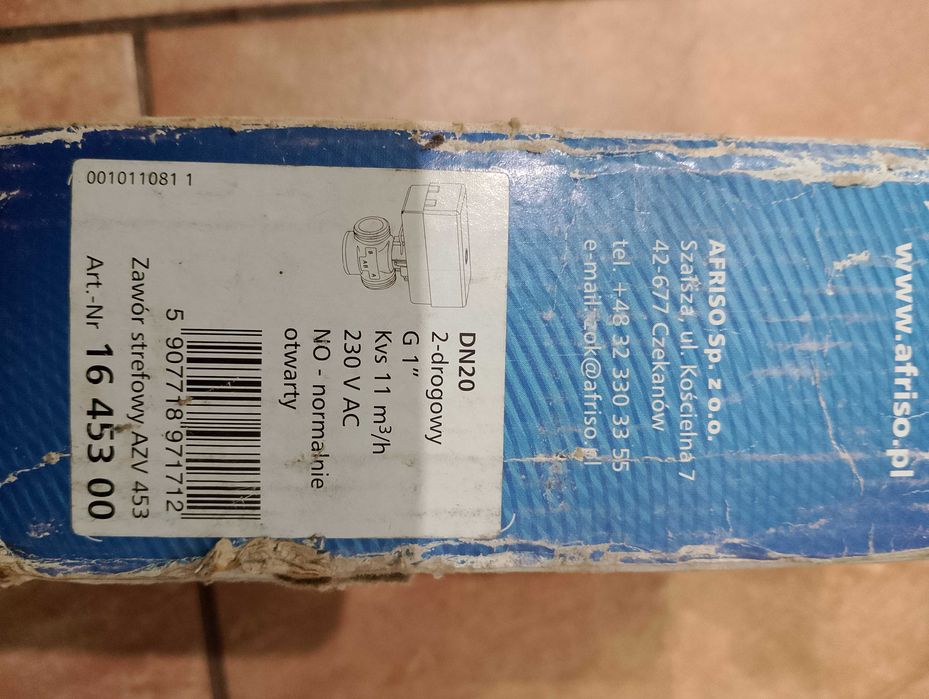 www.afriso.pl
AFRISO Sp. z o.o.
Szałsza, ul. Kościelna 7
42-677 Czekanów
tel. +48 32 330 33 55
e-mail: zok@afriso.pl
DN20
2-drogowy
G 1"
Kvs 11 m³/h
230 V AC
NO - normalnie
otwarty
5 907718 971712
Zawór strefowy AZV 453
Art.-Nr 16 453 00
001011081 1